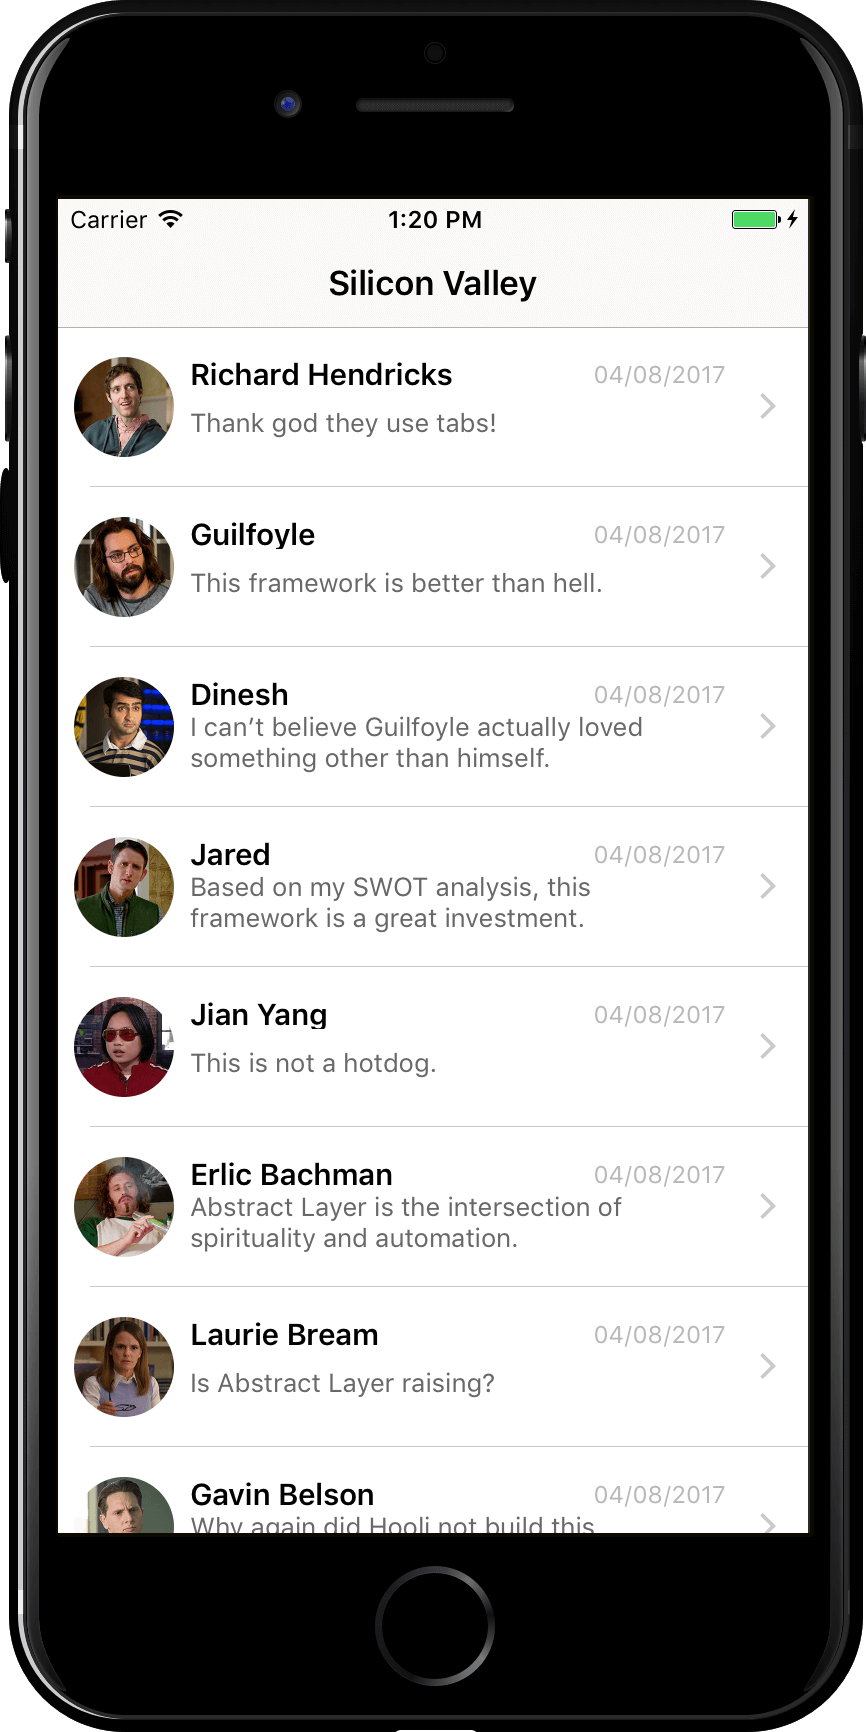 Carrier 1:20 PM
Silicon Valley
Richard Hendricks 04/08/2017
Thank god they use tabs!
Guilfoyle 04/08/2017
This framework is better than hell.
Dinesh 04/08/2017
I can’t believe Guilfoyle actually loved
something other than himself.
Jared 04/08/2017
Based on my SWOT analysis, this
framework is a great investment.
Jian Yang 04/08/2017
This is not a hotdog.
Erlic Bachman 04/08/2017
Abstract Layer is the intersection of
spirituality and automation.
Laurie Bream 04/08/2017
Is Abstract Layer raising?
Gavin Belson 04/08/2017
Why again did Hooli not build this